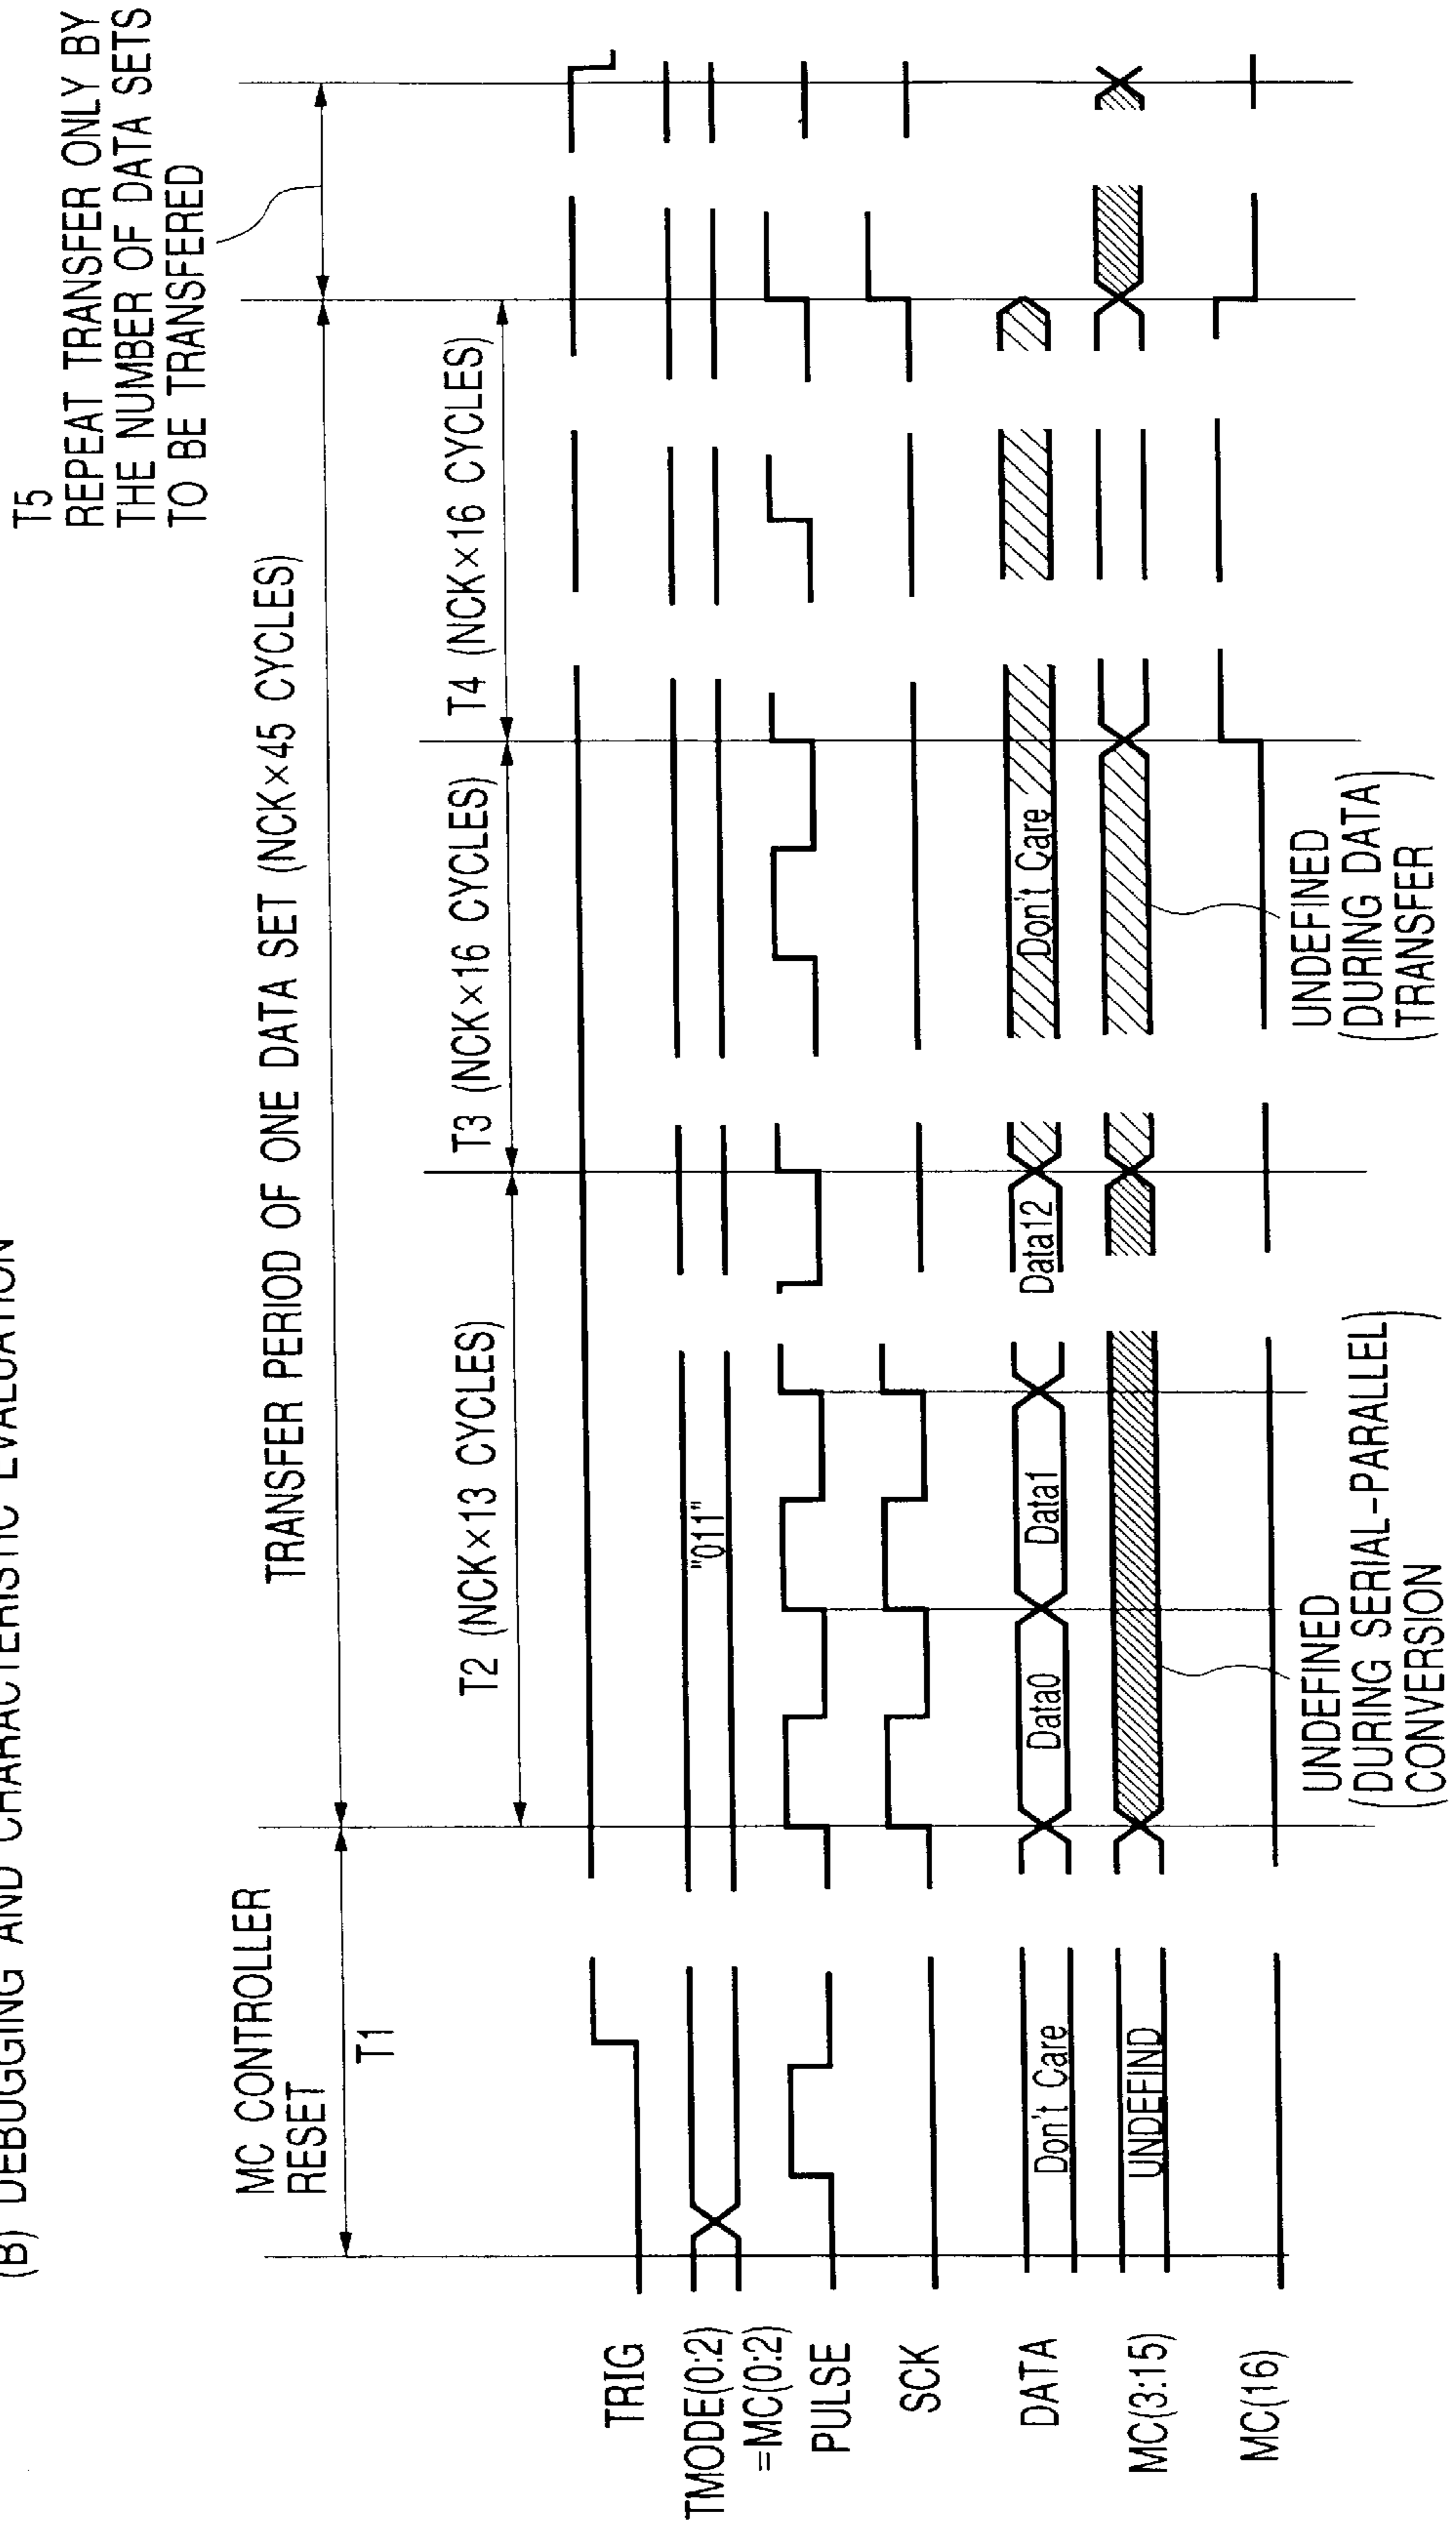 (B) DEBUGGING AND CHARACTERISTIC EVALUATION
T5
REPEAT TRANSFER ONLY BY
THE NUMBER OF DATA SETS
TO BE TRANSFERED
MC CONTROLLER
RESET
TRANSFER PERIOD OF ONE DATA SET (NCK×45 CYCLES)
T1
T2 (NCK×13 CYCLES)
T3 (NCK×16 CYCLES)
T4 (NCK×16 CYCLES)
TRIG
TMODE(0:2)
=MC(0:2)
"011"
PULSE
SCK
DATA
Don't Care
Data0
Data1
Data12
Don't Care
MC(3:15)
UNDEFIND
MC(16)
UNDEFINED
(DURING SERIAL-PARALLEL)
(CONVERSION )
UNDEFINED
(DURING DATA)
(TRANSFER )